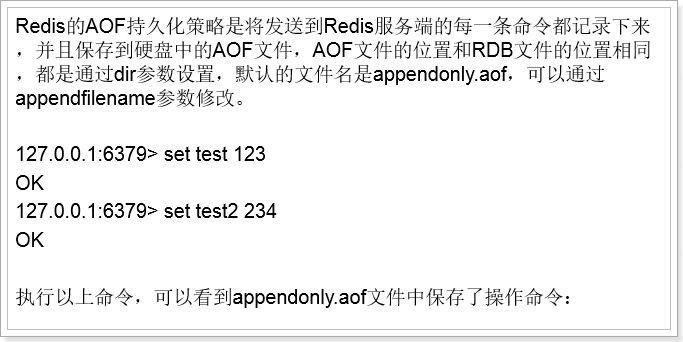 Redis的AOF持久化策略是将发送到Redis服务端的每一条命令都记录下来
，并且保存到硬盘中的AOF文件，AOF文件的位置和RDB文件的位置相同
，都是通过dir参数设置，默认的文件名是appendonly.aof，可以通过
appendfilename参数修改。
127.0.0.1:6379> set test 123
OK
127.0.0.1:6379> set test2 234
OK
执行以上命令，可以看到appendonly.aof文件中保存了操作命令：